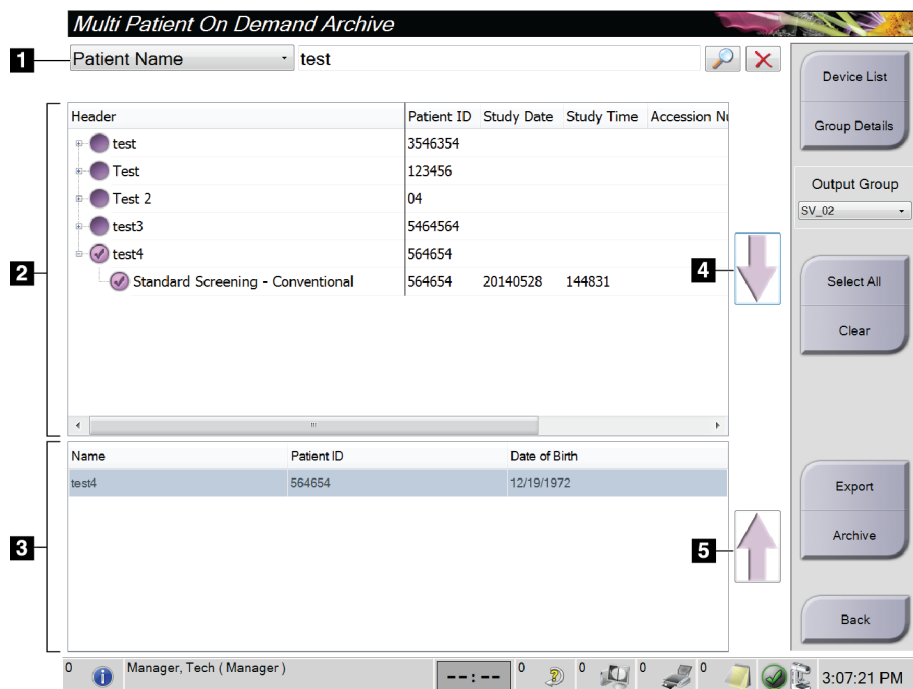 Multi Patient On Demand Archive
1 Patient Name test
Device List
Group Details
Output Group
SV_02
Select All
Clear
Export
Archive
Back
2
Header Patient ID Study Date Study Time Accession Nu
test 3546354
Test 123456
Test 2 04
test3 5464564
test4 564654
Standard Screening - Conventional 564654 20140528 144831
4
3
Name Patient ID Date of Birth
test4 564654 12/19/1972
5
0 Manager, Tech ( Manager ) --:-- 0 0 0 0 3:07:21 PM